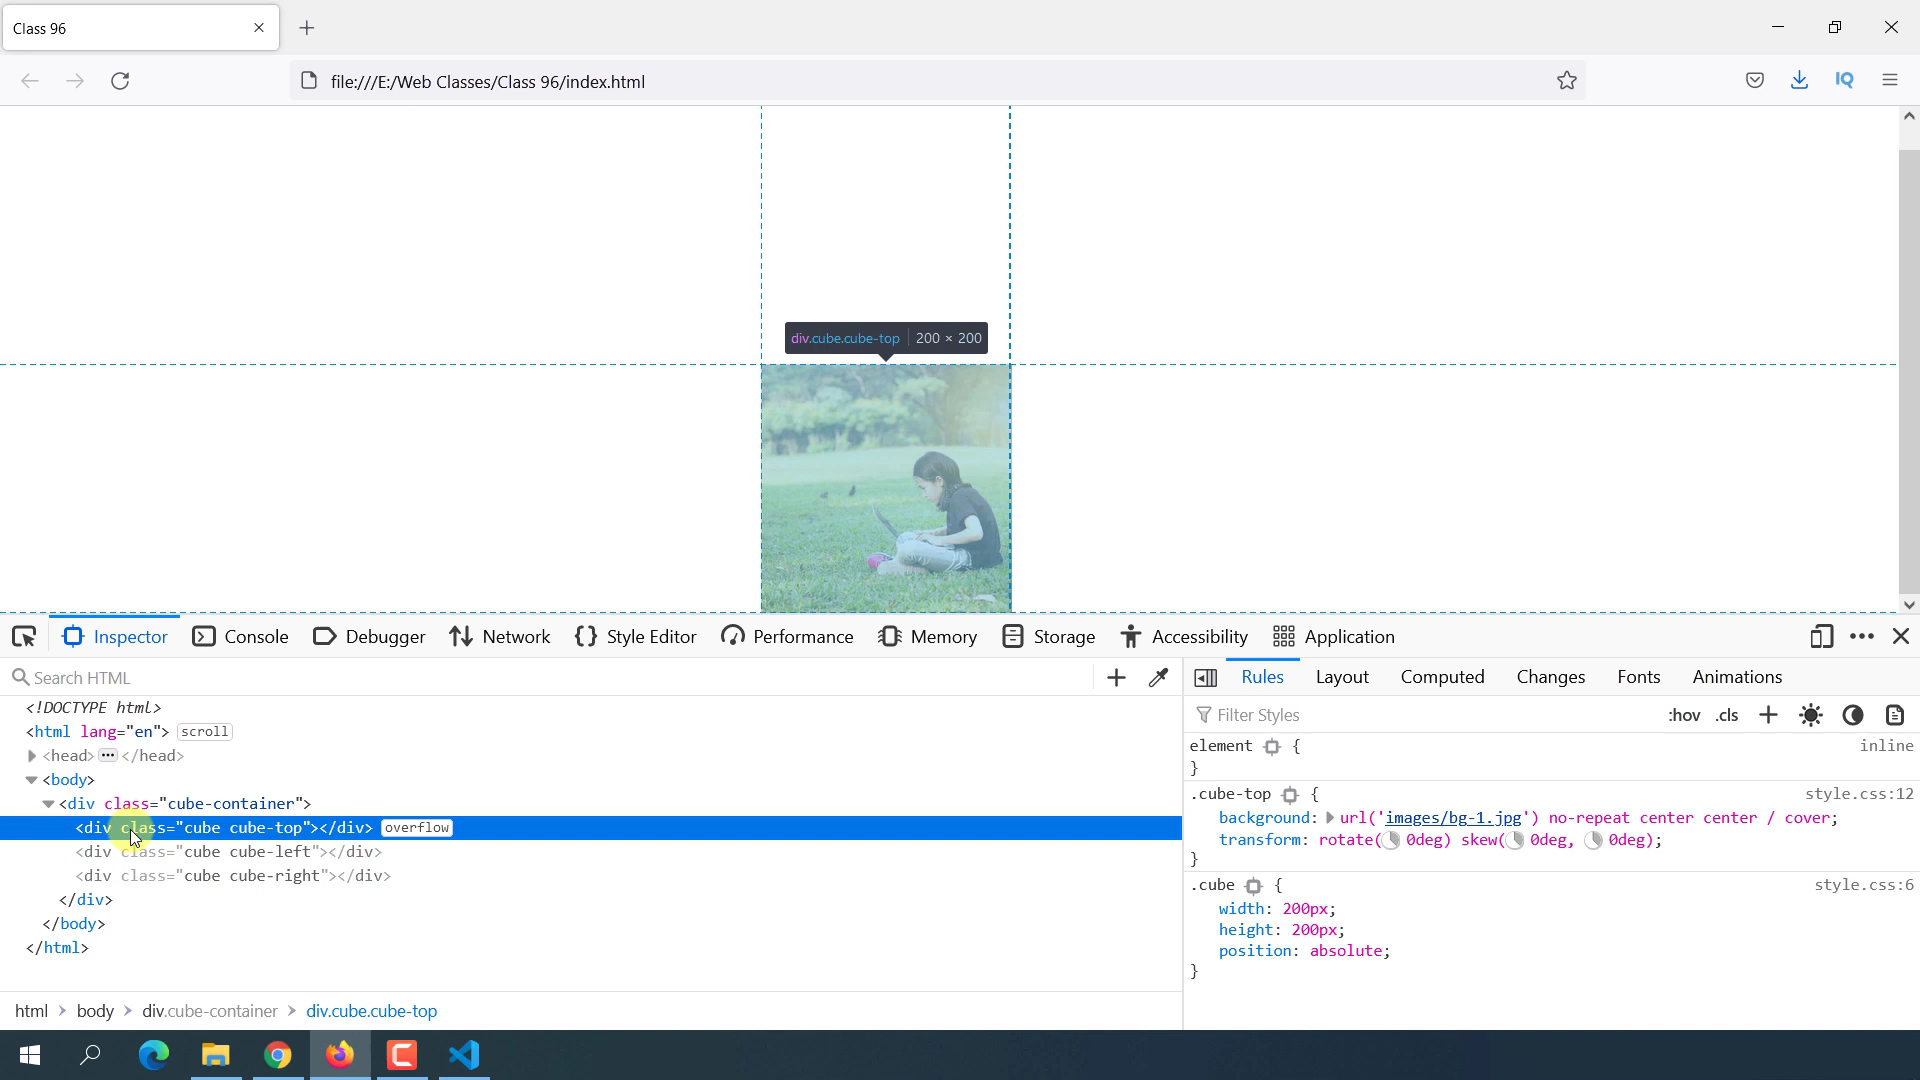 Class 96
file:///E:/Web Classes/Class 96/index.html
IQ
div.cube.cube-top 200 × 200
Inspector Console Debugger Network Style Editor Performance Memory Storage Accessibility Application
Search HTML
<!DOCTYPE html>
<html lang="en"> scroll
<head> ••• </head>
<body>
<div class="cube-container">
<div class="cube cube-top"></div> overflow
<div class="cube cube-left"></div>
<div class="cube cube-right"></div>
</div>
</body>
</html>
html body div.cube-container div.cube.cube-top
Rules Layout Computed Changes Fonts Animations
Filter Styles :hov .cls
element { inline
}
.cube-top { style.css:12
background: url('images/bg-1.jpg') no-repeat center center / cover;
transform: rotate(0deg) skew(0deg, 0deg);
}
.cube { style.css:6
width: 200px;
height: 200px;
position: absolute;
}